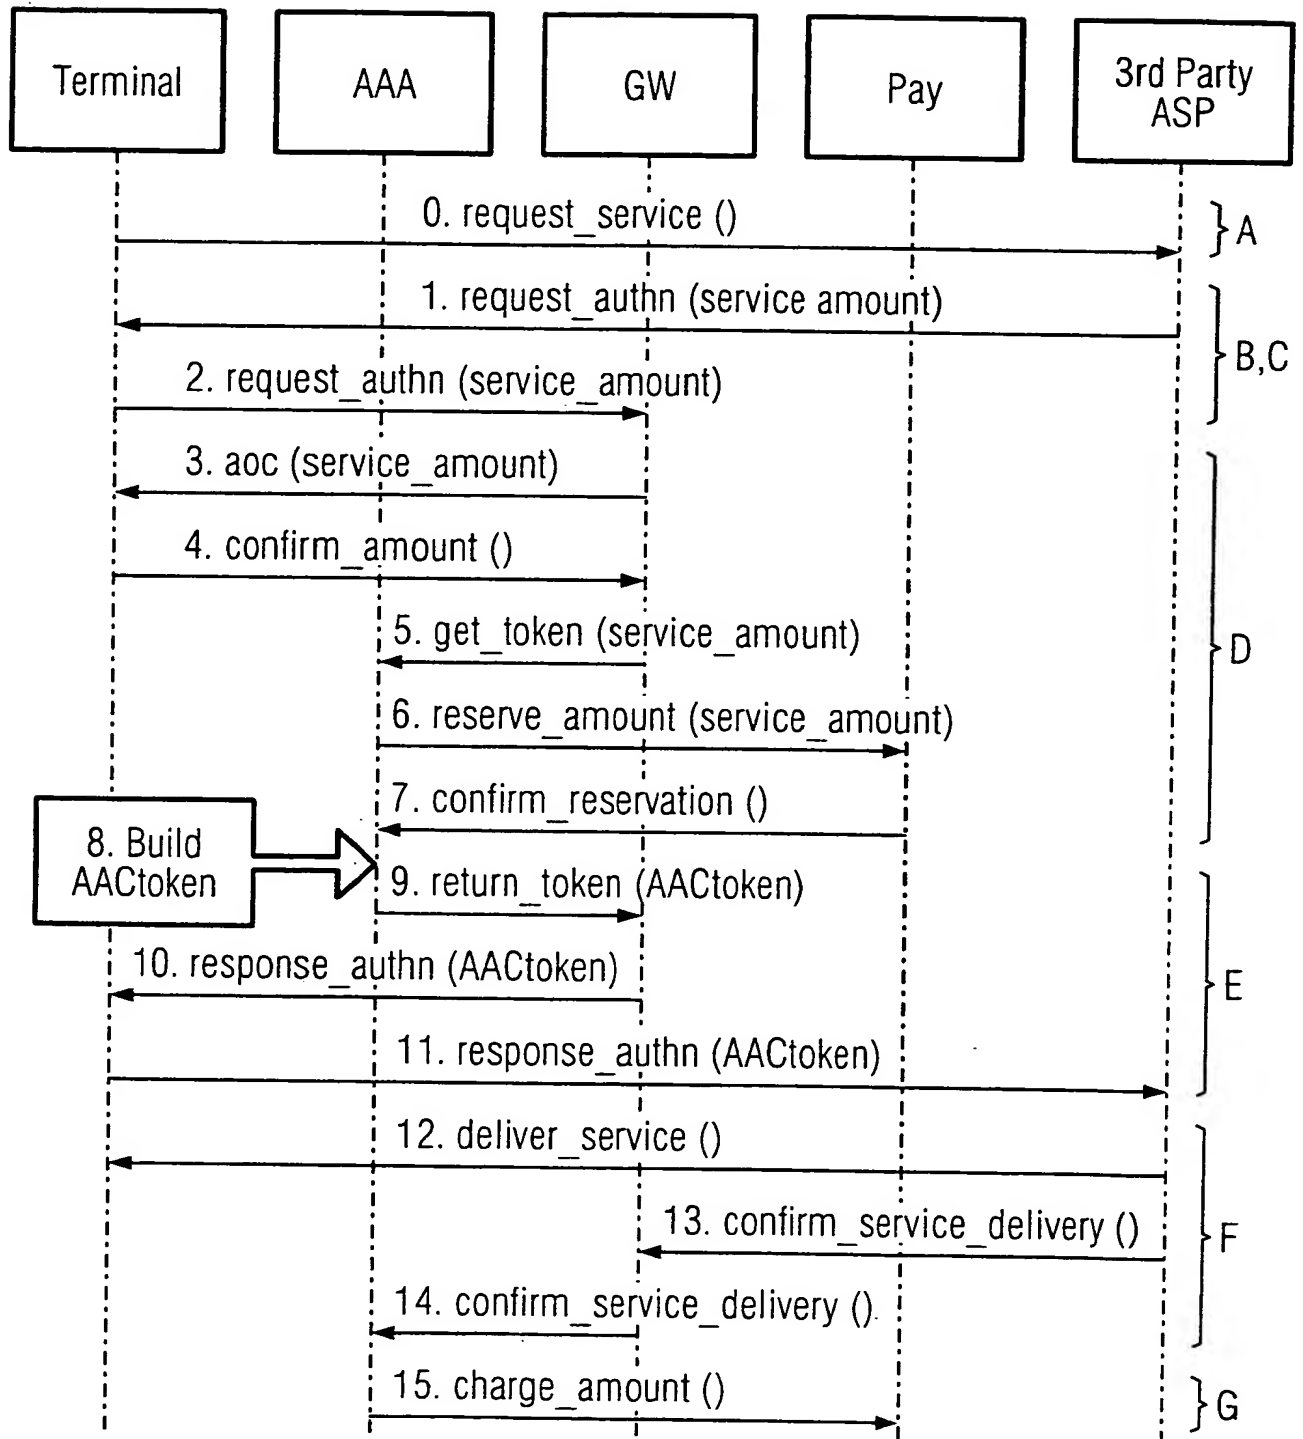 Terminal
AAA
GW
Pay
3rd Party
ASP
0. request_service ()
A
1. request_authn (service amount)
B,C
2. request_authn (service_amount)
3. aoc (service_amount)
4. confirm_amount ()
5. get_token (service_amount)
D
6. reserve_amount (service_amount)
7. confirm_reservation ()
8. Build
AACtoken
9. return_token (AACtoken)
10. response_authn (AACtoken)
E
11. response_authn (AACtoken)
12. deliver_service ()
13. confirm_service_delivery ()
F
14. confirm_service_delivery ()
15. charge_amount ()
G